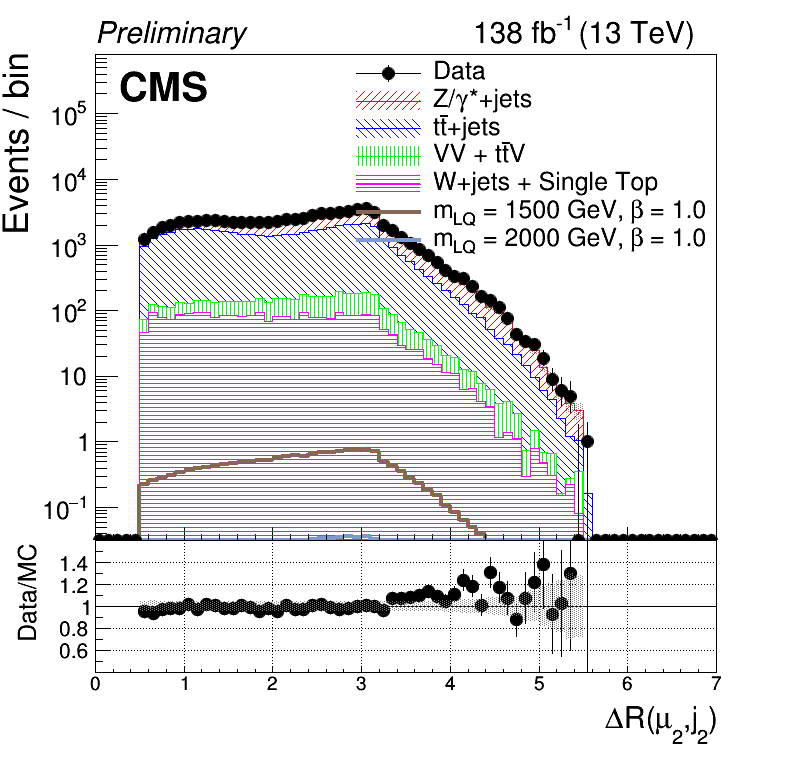 Preliminary 138 fb⁻¹ (13 TeV)
CMS
Data
Z/γ*+jets
tt̄+jets
VV + tt̄V
W+jets + Single Top
m_LQ = 1500 GeV, β = 1.0
m_LQ = 2000 GeV, β = 1.0
Events / bin
10⁵
10⁴
10³
10²
10
1
10⁻¹
Data/MC
1.4
1.2
1
0.8
0.6
0 1 2 3 4 5 6 7
ΔR(μ₂,j₂)